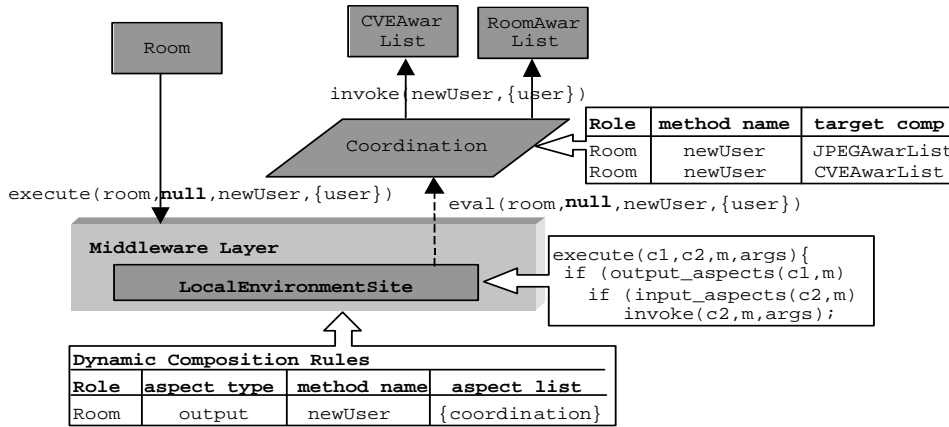 CVEAwar
List
RoomAwar
List
Room
invoke(newUser,{user})
Coordination
Role method name target comp
Room newUser JPEGAwarList
Room newUser CVEAwarList
execute(room,null,newUser,{user})
eval(room,null,newUser,{user})
Middleware Layer
LocalEnvironmentSite
execute(c1,c2,m,args){
if (output_aspects(c1,m)
if (input_aspects(c2,m)
invoke(c2,m,args);
Dynamic Composition Rules
Role aspect type method name aspect list
Room output newUser {coordination}